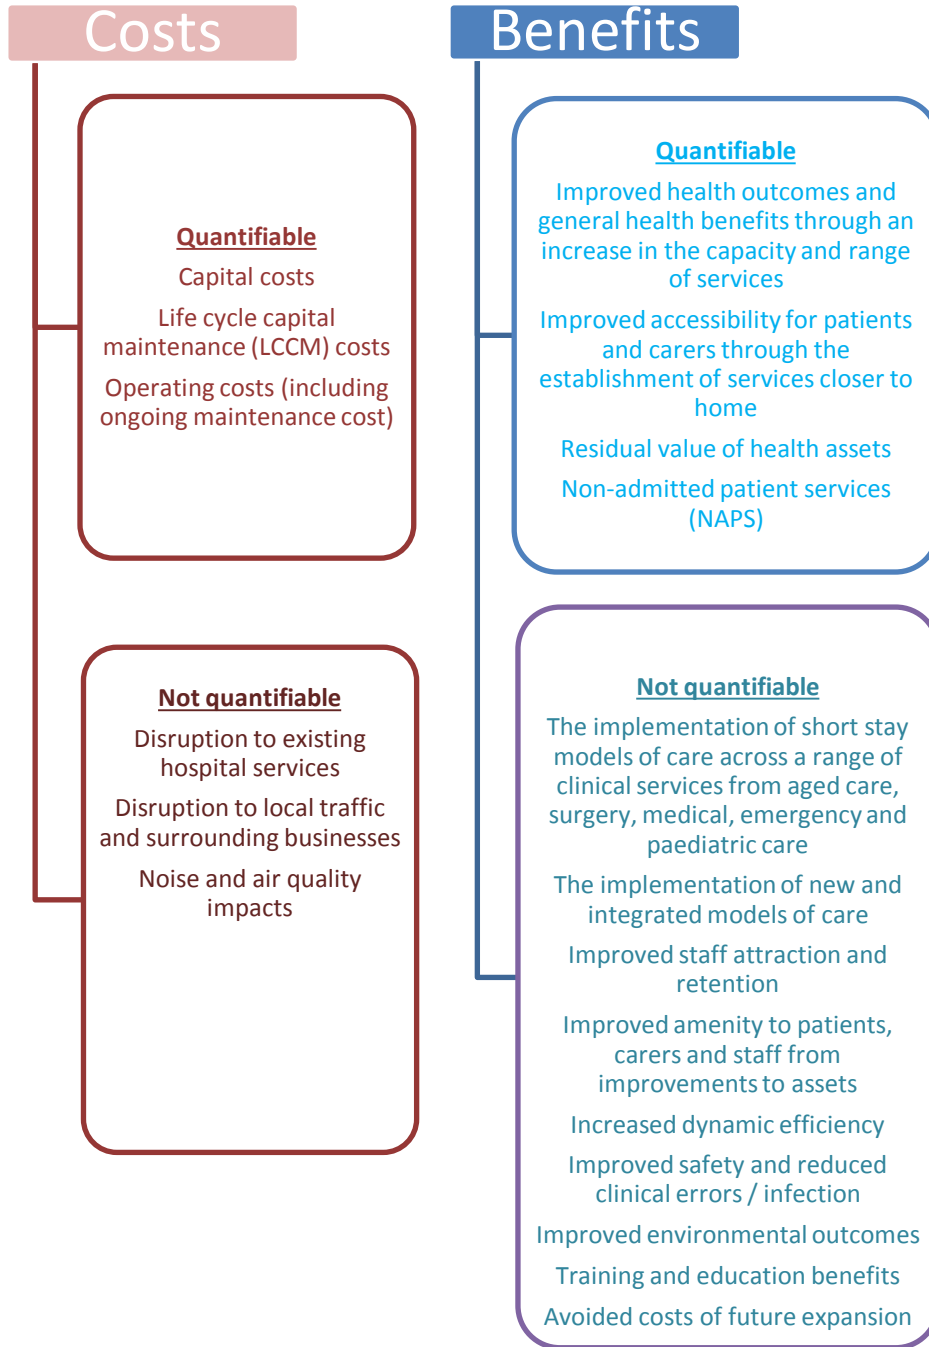 Costs
Quantifiable
Capital costs
Life cycle capital
maintenance (LCCM) costs
Operating costs (including
ongoing maintenance cost)
Not quantifiable
Disruption to existing
hospital services
Disruption to local traffic
and surrounding businesses
Noise and air quality
impacts
Benefits
Quantifiable
Improved health outcomes and
general health benefits through an
increase in the capacity and range
of services
Improved accessibility for patients
and carers through the
establishment of services closer to
home
Residual value of health assets
Non-admitted patient services
(NAPS)
Not quantifiable
The implementation of short stay
models of care across a range of
clinical services from aged care,
surgery, medical, emergency and
paediatric care
The implementation of new and
integrated models of care
Improved staff attraction and
retention
Improved amenity to patients,
carers and staff from
improvements to assets
Increased dynamic efficiency
Improved safety and reduced
clinical errors / infection
Improved environmental outcomes
Training and education benefits
Avoided costs of future expansion